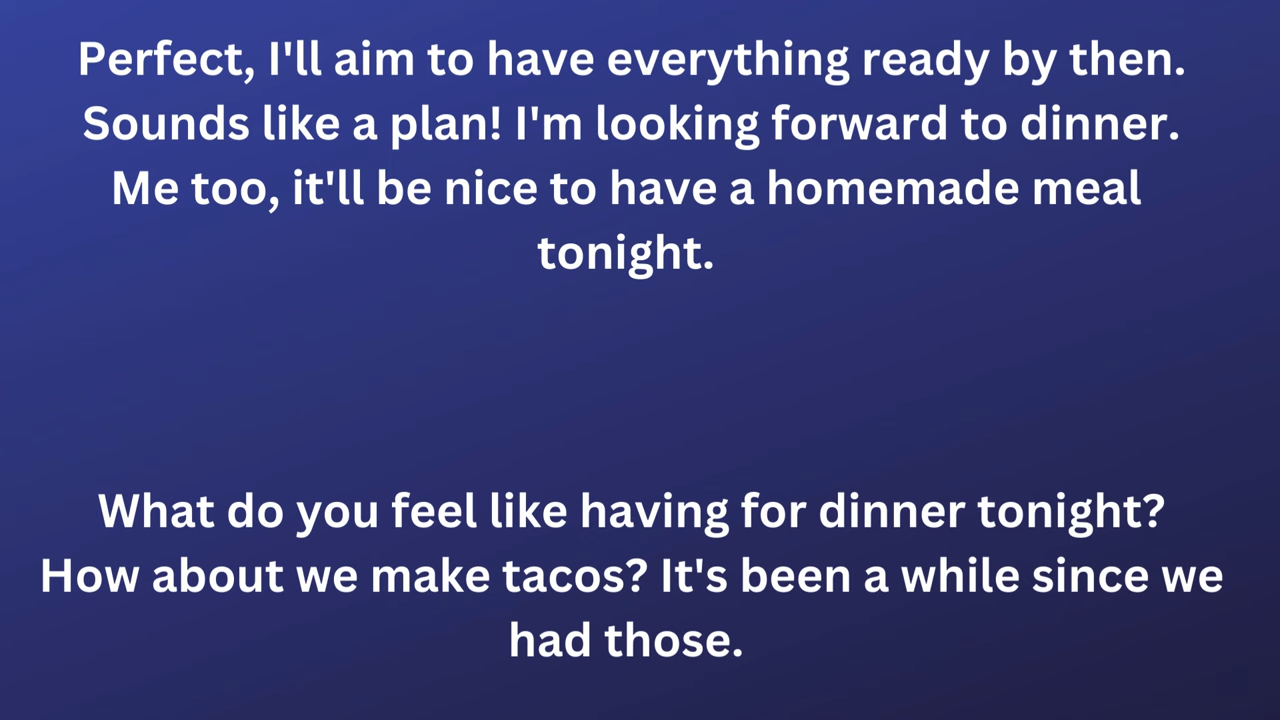 Perfect, I'll aim to have everything ready by then.
Sounds like a plan! I'm looking forward to dinner.
Me too, it'll be nice to have a homemade meal
tonight.
What do you feel like having for dinner tonight?
How about we make tacos? It's been a while since we
had those.